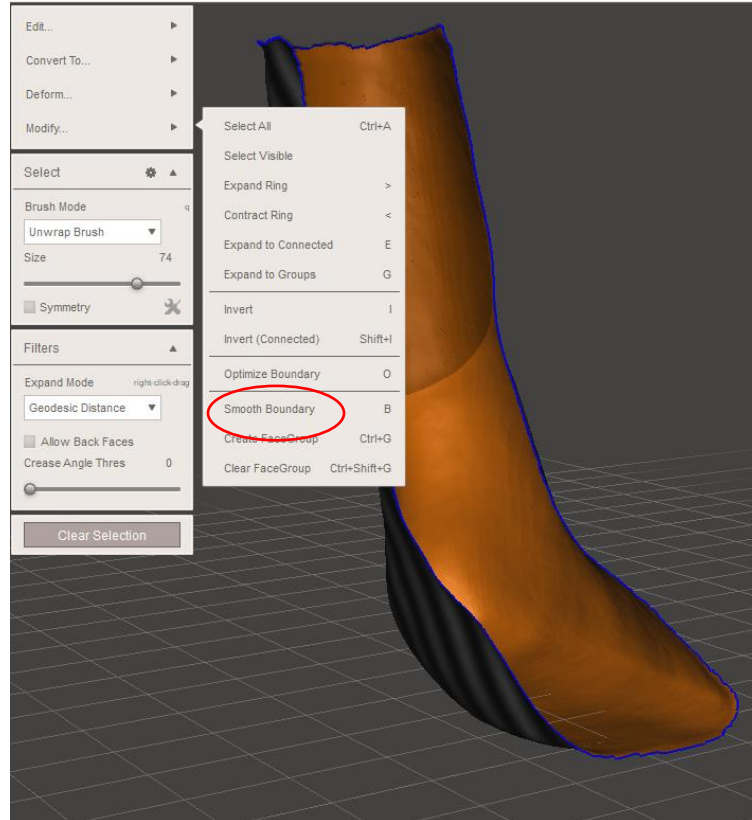 Edit...
Convert To...
Deform...
Modify...
Select
Brush Mode q
Unwrap Brush
Size 74
Symmetry
Filters
Expand Mode right-click-drag
Geodesic Distance
Allow Back Faces
Crease Angle Thres 0
Clear Selection
Select All Ctrl+A
Select Visible
Expand Ring >
Contract Ring <
Expand to Connected E
Expand to Groups G
Invert I
Invert (Connected) Shift+I
Optimize Boundary O
Smooth Boundary B
Create FaceGroup Ctrl+G
Clear FaceGroup Ctrl+Shift+G